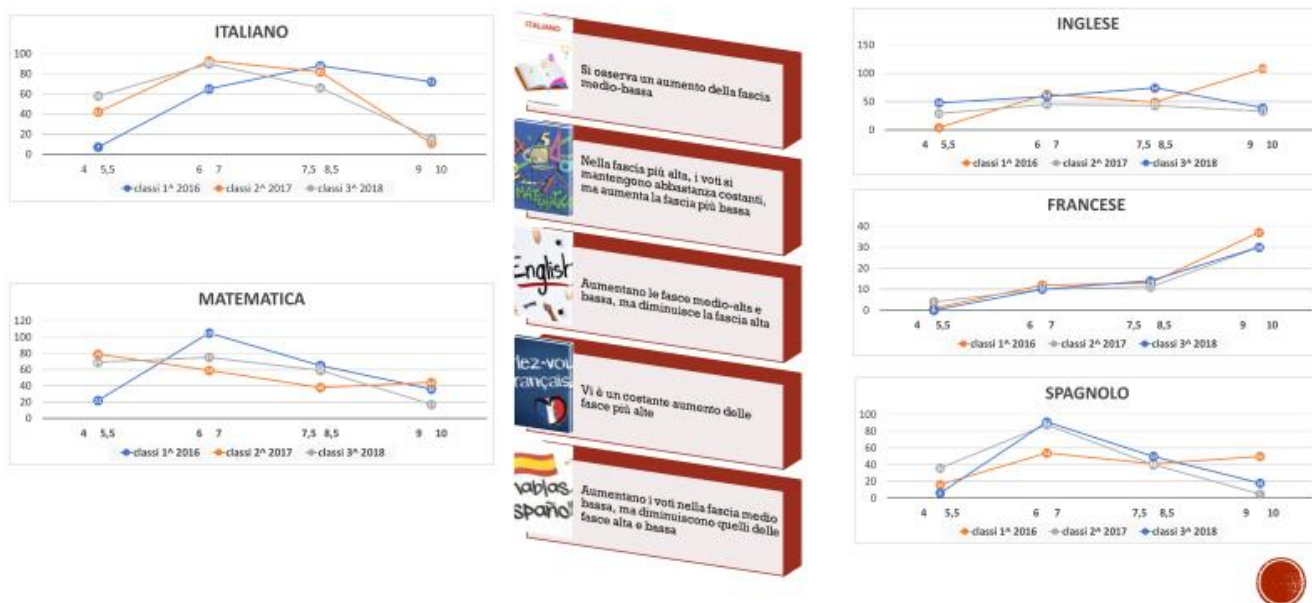 ITALIANO
100
80
60
40
20
0
4 5,5 6 7 7,5 8,5 9 10
classi 1^ 2016 classi 2^ 2017 classi 3^ 2018
MATEMATICA
120
100
80
60
40
20
0
4 5,5 6 7 7,5 8,5 9 10
classi 1^ 2016 classi 2^ 2017 classi 3^ 2018
ITALIANO
Si osserva un aumento della fascia
medio-bassa
Nella fascia più alta, i voti si
mantengono abbastanza costanti,
ma aumenta la fascia più bassa
English
Aumentano le fasce medio-alta e
bassa, ma diminuisce la fascia alta
lez-vou
rançais
Vi è un costante aumento delle
fasce più alte
hablas
spaño
Aumentano i voti nella fascia medio
bassa, ma diminuiscono quelli delle
fasce alta e bassa
INGLESE
150
100
50
0
4 5,5 6 7 7,5 8,5 9 10
classi 1^ 2016 classi 2^ 2017 classi 3^ 2018
FRANCESE
40
30
20
10
0
4 5,5 6 7 7,5 8,5 9 10
classi 1^ 2016 classi 2^ 2017 classi 3^ 2018
SPAGNOLO
100
80
60
40
20
0
4 5,5 6 7 7,5 8,5 9 10
classi 1^ 2016 classi 2^ 2017 classi 3^ 2018